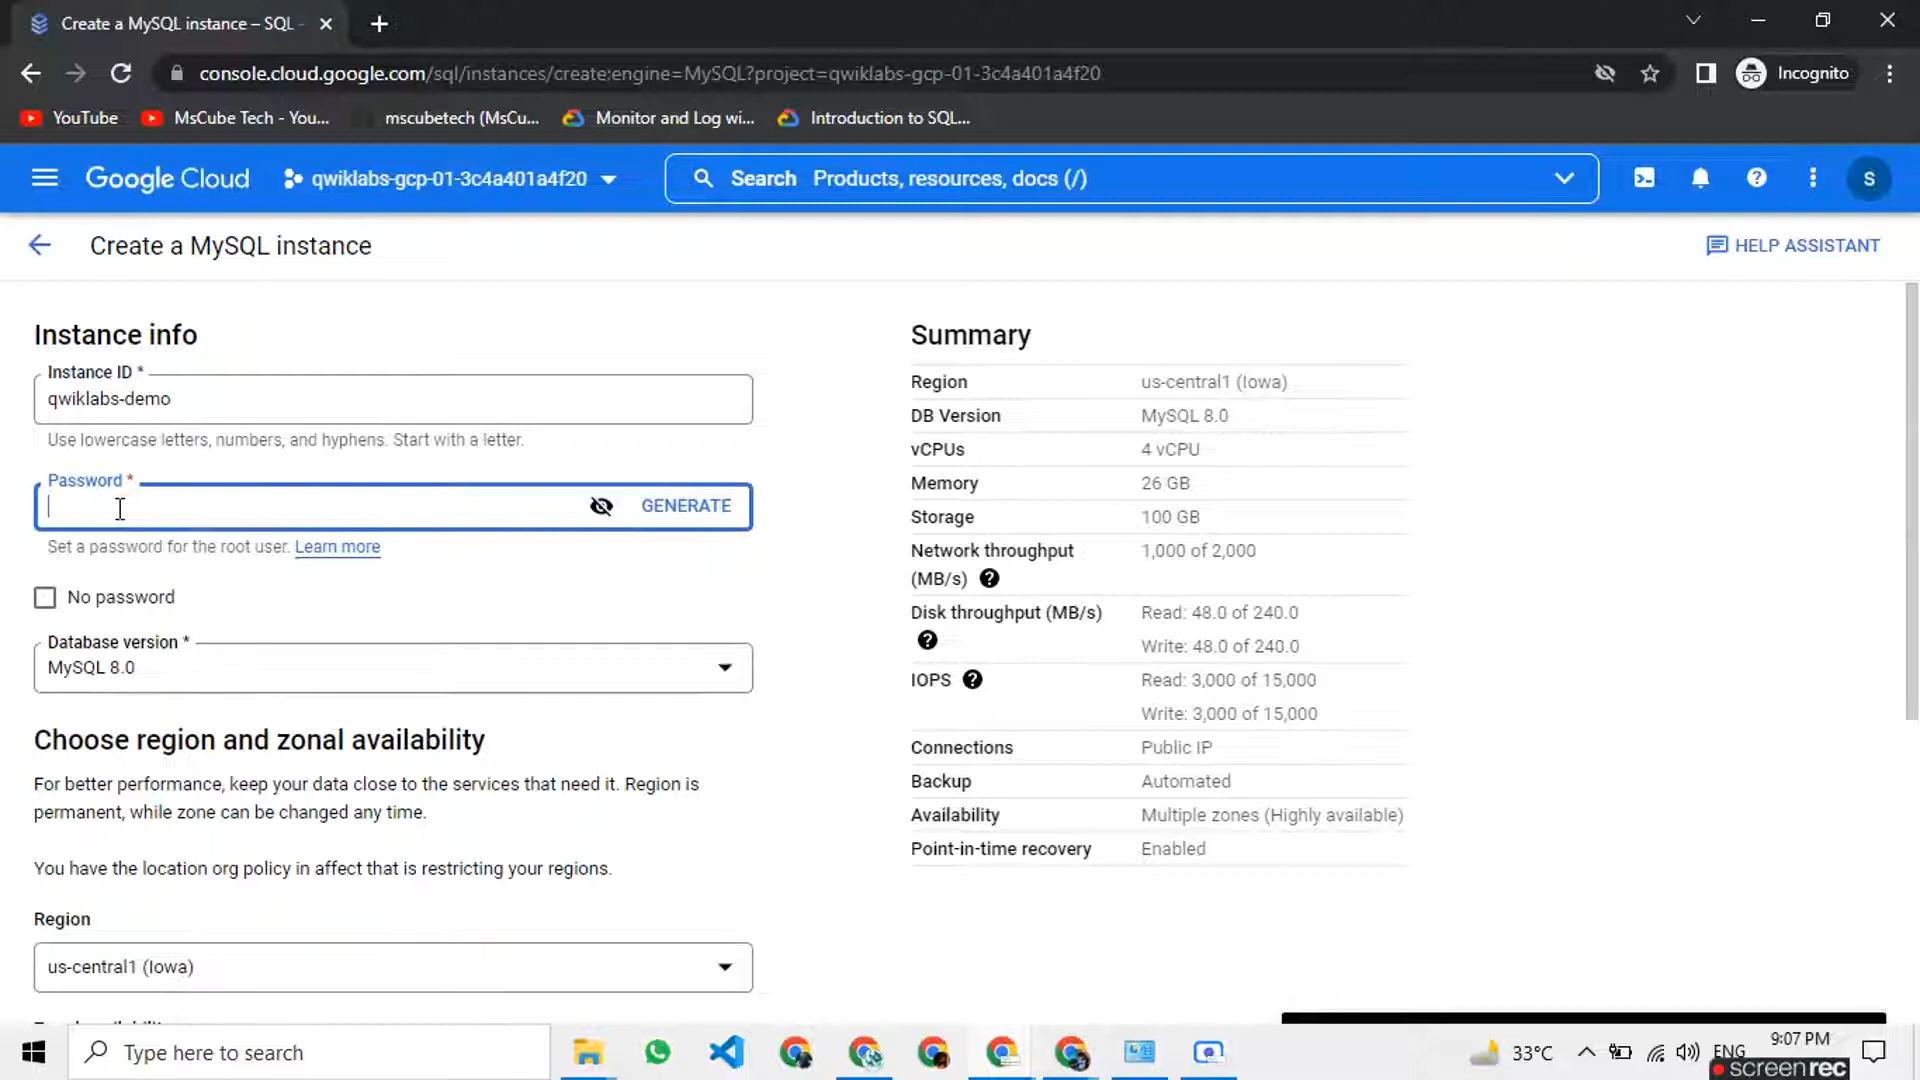 Create a MySQL instance – SQL -
console.cloud.google.com/sql/instances/create;engine=MySQL?project=qwiklabs-gcp-01-3c4a401a4f20
Incognito
YouTube
MsCube Tech - You...
mscubetech (MsCu...
Monitor and Log wi...
Introduction to SQL...
Google Cloud
qwiklabs-gcp-01-3c4a401a4f20
Search Products, resources, docs (/)
S
Create a MySQL instance
HELP ASSISTANT
Instance info
Instance ID *
qwiklabs-demo
Use lowercase letters, numbers, and hyphens. Start with a letter.
Password *
GENERATE
Set a password for the root user. Learn more
No password
Database version *
MySQL 8.0
Choose region and zonal availability
For better performance, keep your data close to the services that need it. Region is
permanent, while zone can be changed any time.
You have the location org policy in affect that is restricting your regions.
Region
us-central1 (Iowa)
Summary
Region us-central1 (Iowa)
DB Version MySQL 8.0
vCPUs 4 vCPU
Memory 26 GB
Storage 100 GB
Network throughput 1,000 of 2,000
(MB/s)
Disk throughput (MB/s) Read: 48.0 of 240.0
Write: 48.0 of 240.0
IOPS Read: 3,000 of 15,000
Write: 3,000 of 15,000
Connections Public IP
Backup Automated
Availability Multiple zones (Highly available)
Point-in-time recovery Enabled
Type here to search
33°C
ENG
9:07 PM
screenrec